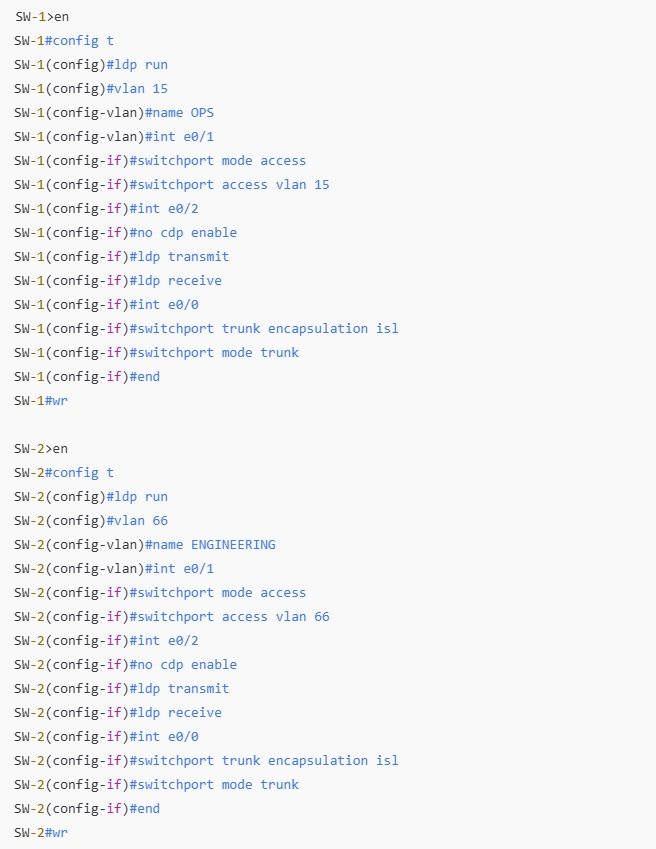 SW-1>en
SW-1#config t
SW-1(config)#ldp run
SW-1(config)#vlan 15
SW-1(config-vlan)#name OPS
SW-1(config-vlan)#int e0/1
SW-1(config-if)#switchport mode access
SW-1(config-if)#switchport access vlan 15
SW-1(config-if)#int e0/2
SW-1(config-if)#no cdp enable
SW-1(config-if)#ldp transmit
SW-1(config-if)#ldp receive
SW-1(config-if)#int e0/0
SW-1(config-if)#switchport trunk encapsulation isl
SW-1(config-if)#switchport mode trunk
SW-1(config-if)#end
SW-1#wr

SW-2>en
SW-2#config t
SW-2(config)#ldp run
SW-2(config)#vlan 66
SW-2(config-vlan)#name ENGINEERING
SW-2(config-vlan)#int e0/1
SW-2(config-if)#switchport mode access
SW-2(config-if)#switchport access vlan 66
SW-2(config-if)#int e0/2
SW-2(config-if)#no cdp enable
SW-2(config-if)#ldp transmit
SW-2(config-if)#ldp receive
SW-2(config-if)#int e0/0
SW-2(config-if)#switchport trunk encapsulation isl
SW-2(config-if)#switchport mode trunk
SW-2(config-if)#end
SW-2#wr